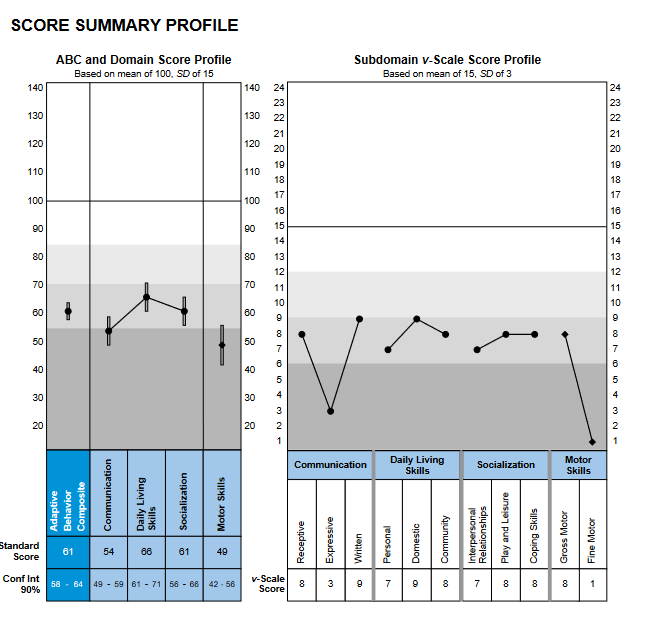 SCORE SUMMARY PROFILE
ABC and Domain Score Profile
Based on mean of 100, SD of 15
140 140
130 130
120 120
110 110
100 100
90 90
80 80
70 70
60 60
50 50
40 40
30 30
20 20
Adaptive Behavior Composite
Communication
Daily Living Skills
Socialization
Motor Skills
Standard Score 61 54 66 61 49
Conf Int 90% 58 - 64 49 - 59 61 - 71 56 - 66 42 - 56
Subdomain v-Scale Score Profile
Based on mean of 15, SD of 3
24 24
23 23
22 22
21 21
20 20
19 19
18 18
17 17
16 16
15 15
14 14
13 13
12 12
11 11
10 10
9 9
8 8
7 7
6 6
5 5
4 4
3 3
2 2
1 1
Communication Daily Living Skills Socialization Motor Skills
Receptive
Expressive
Written
Personal
Domestic
Community
Interpersonal Relationships
Play and Leisure
Coping Skills
Gross Motor
Fine Motor
v-Scale Score 8 3 9 7 9 8 7 8 8 8 1